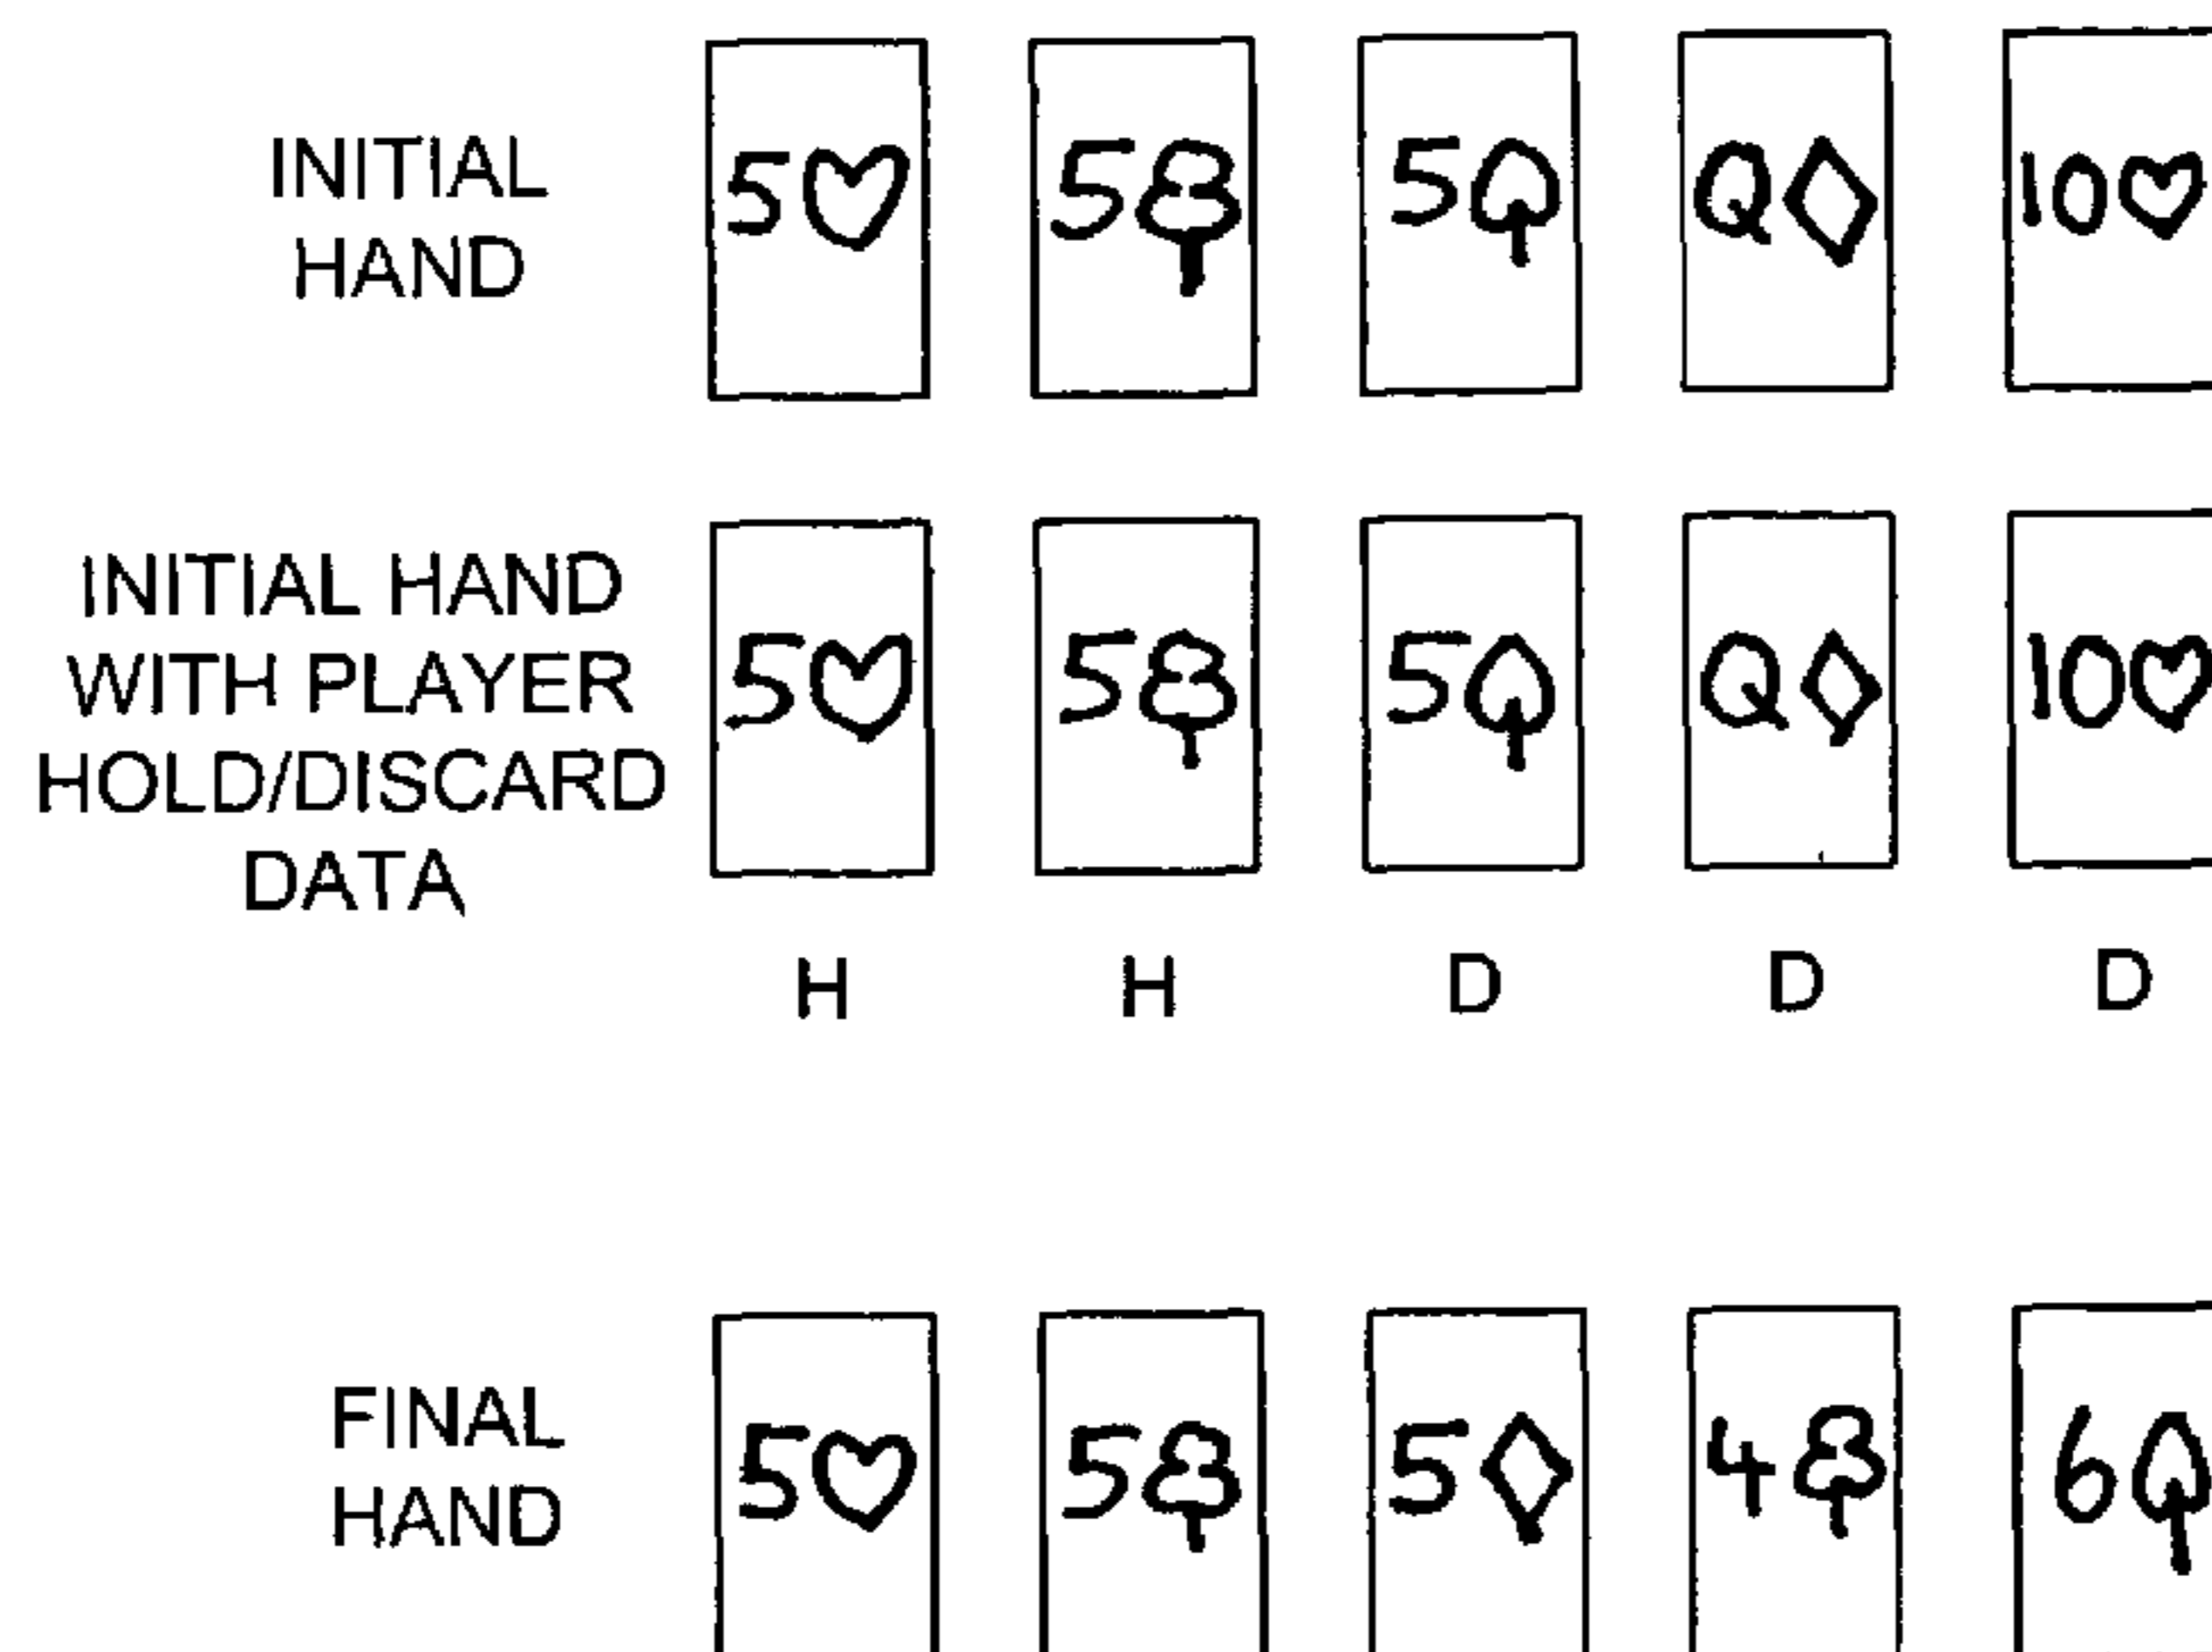 INITIAL
HAND
5♡ 5♧ 5♤ Q♢ 10♡
INITIAL HAND
WITH PLAYER
HOLD/DISCARD
DATA
5♡ 5♧ 5♤ Q♢ 10♡
H H D D D
FINAL
HAND
5♡ 5♧ 5♢ 4♧ 6♤